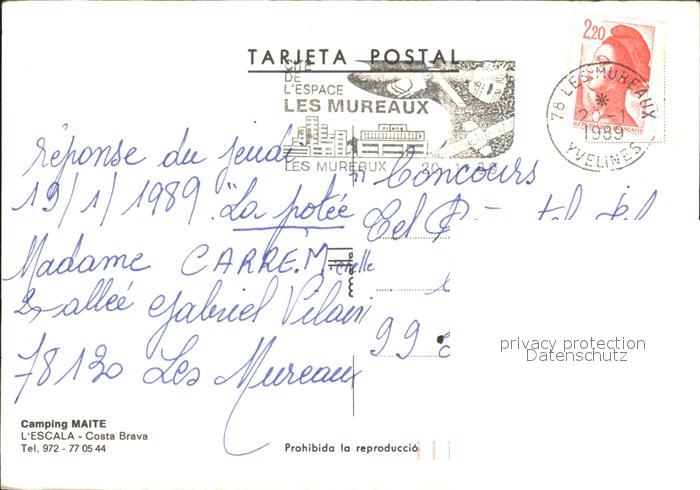 TARJETA POSTAL
2,20
CITE
DE
L'ESPACE
LES MUREAUX
LES MUREAUX
78 LES MUREAUX
1989
YVELINES
réponse du jeudi
19/1/1989 "La potée"
Madame CARRE.M
2, allée Gabriel
78130 Les Mureaux
Concours
99
privacy protection
Datenschutz
Camping MAITE
L'ESCALA - Costa Brava
Tel. 972 - 77 05 44
Prohibida la reproducció